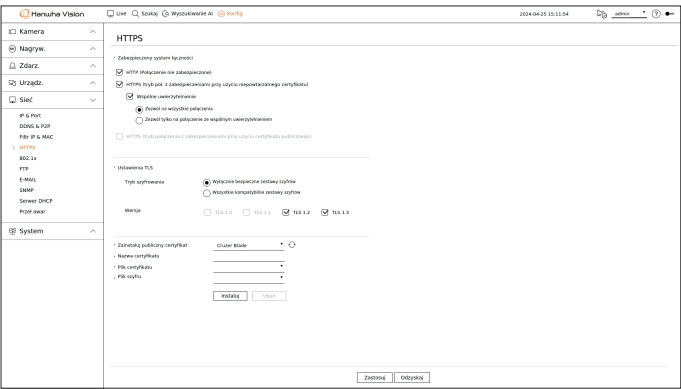 Hanwha Vision
Live Szukaj Wyszukiwanie AI Konfig
2024-04-25 15:11:54 admin
Kamera
Nagryw.
Zdarz.
Urządz.
Sieć
IP & Port
DDNS & P2P
Filtr IP & MAC
HTTPS
802.1x
FTP
E-MAIL
SNMP
Serwer DHCP
Przeł awar
System
HTTPS
Zabezpieczony system łączności
HTTP (Połączenie nie zabezpieczone)
HTTPS (tryb poł. z zabezpieczeniami przy użyciu niepowtarzalnego certyfikatu)
Wspólne uwierzytelnienie
Zezwól na wszystkie połączenia
Zezwól tylko na połączenie ze wspólnym uwierzytelnieniem
HTTPS (tryb połączenia z zabezpieczeniami przy użyciu certyfikatu publicznego)
Ustawienia TLS
Tryb szyfrowania
Wyłącznie bezpieczne zestawy szyfrów
Wszystkie kompatybilne zestawy szyfrów
Wersja
TLS 1.0 TLS 1.1 TLS 1.2 TLS 1.3
Zainstaluj publiczny certyfikat Cruzer Blade
Nazwa certyfikatu
Plik certyfikatu
Plik szyfru
Instaluj Usuń
Zastosuj Odzyskaj